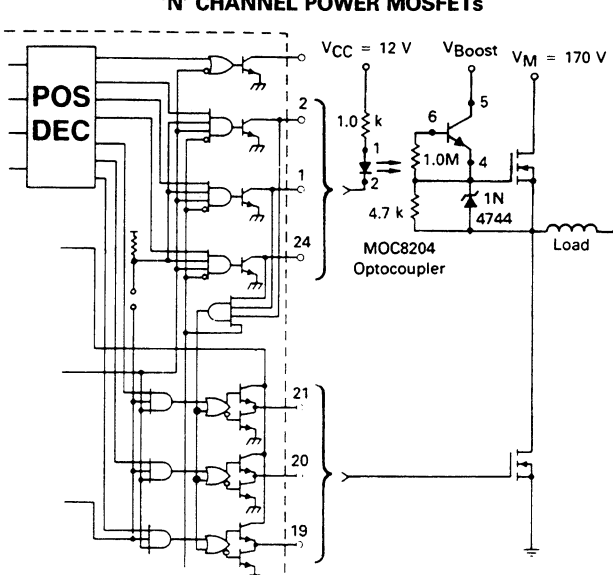 'N' CHANNEL POWER MOSFETs
VCC = 12 V
VBoost
VM = 170 V
POS
DEC
2
1.0 k
1
2
6
5
1.0M
4
1
4.7 k
1N
4744
24
MOC8204
Optocoupler
Load
21
20
19